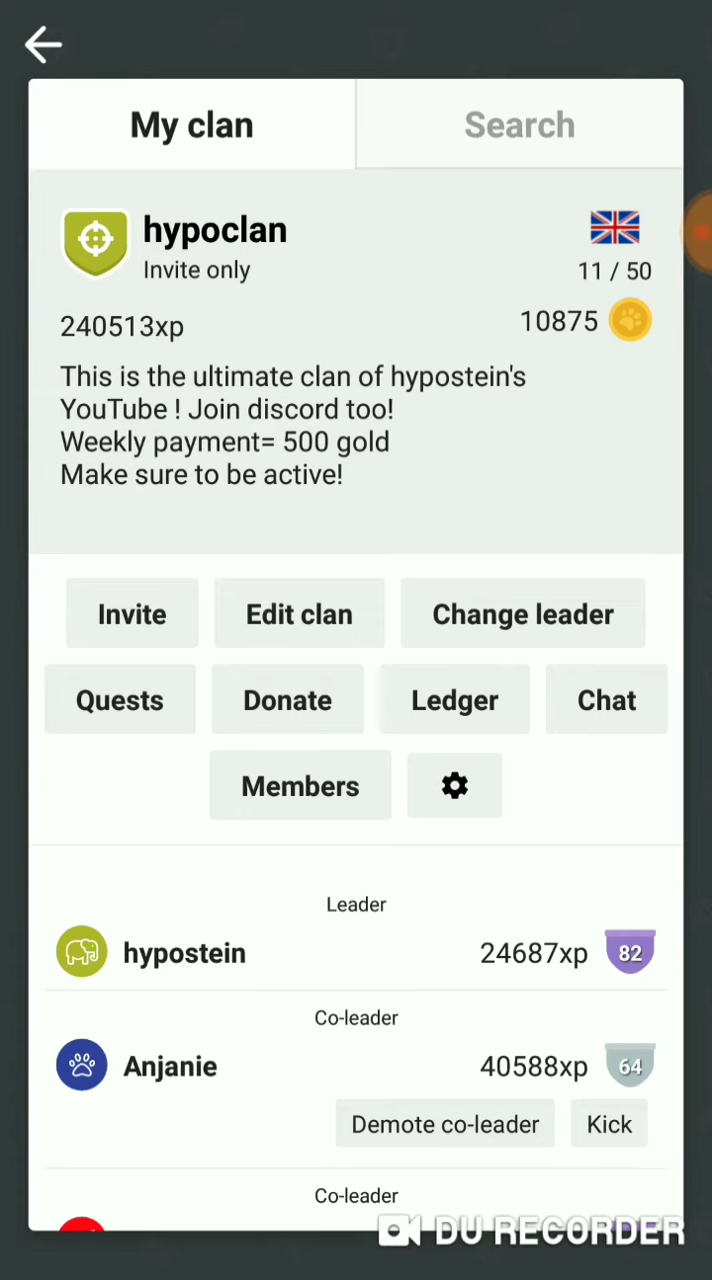 My clan
Search
hypoclan
Invite only
11 / 50
240513xp
10875
This is the ultimate clan of hypostein's
YouTube ! Join discord too!
Weekly payment= 500 gold
Make sure to be active!
Invite
Edit clan
Change leader
Quests
Donate
Ledger
Chat
Members
Leader
hypostein
24687xp
82
Co-leader
Anjanie
40588xp
64
Demote co-leader
Kick
Co-leader
DU RECORDER